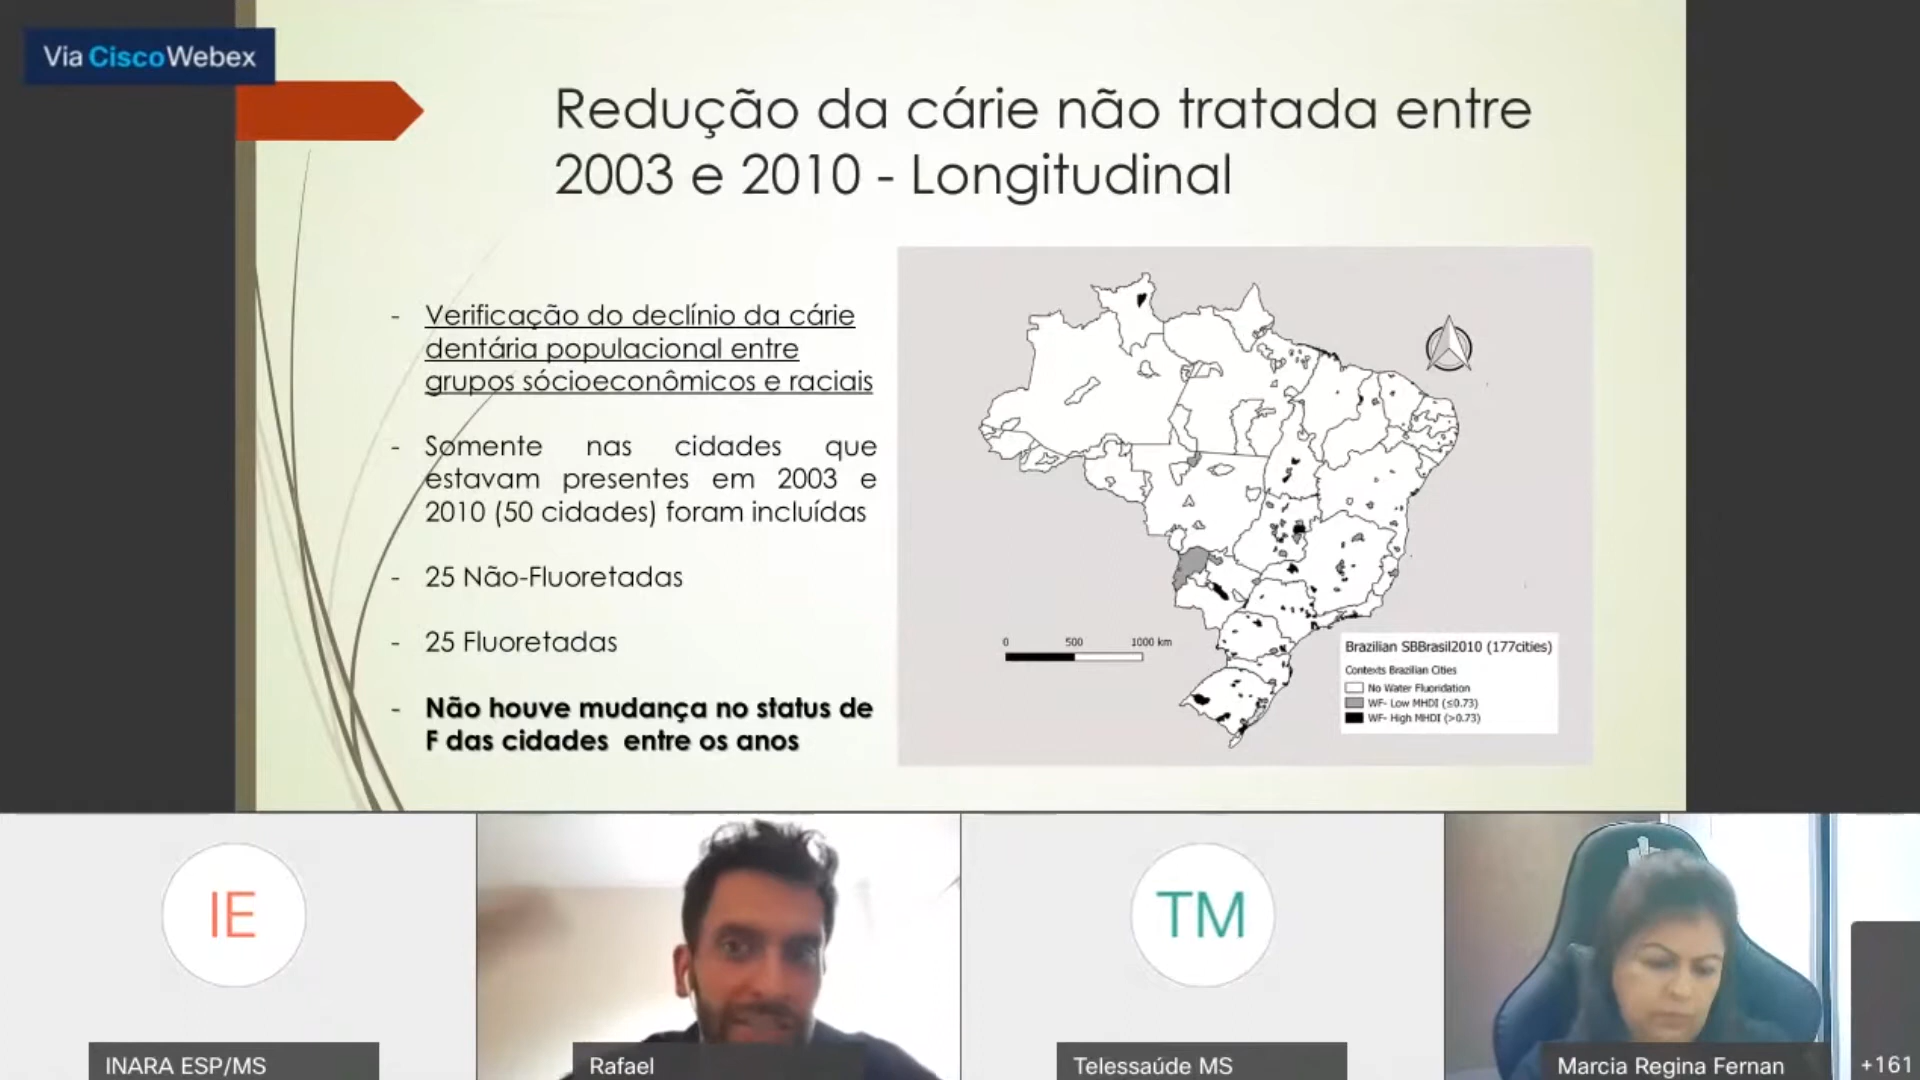 Via CiscoWebex
Redução da cárie não tratada entre
2003 e 2010 - Longitudinal
- Verificação do declínio da cárie
dentária populacional entre
grupos sócioeconômicos e raciais
- Somente nas cidades que
estavam presentes em 2003 e
2010 (50 cidades) foram incluídas
- 25 Não-Fluoretadas
- 25 Fluoretadas
- Não houve mudança no status de
F das cidades entre os anos
0 500 1000 km
Brazilian SBBrasil2010 (177cities)
Contexts Brazilian Cities
No Water Fluoridation
WF- Low MHDI (≤0.73)
WF- High MHDI (>0.73)
IE
TM
INARA ESP/MS
Rafael
Telessaúde MS
Marcia Regina Fernan
+161